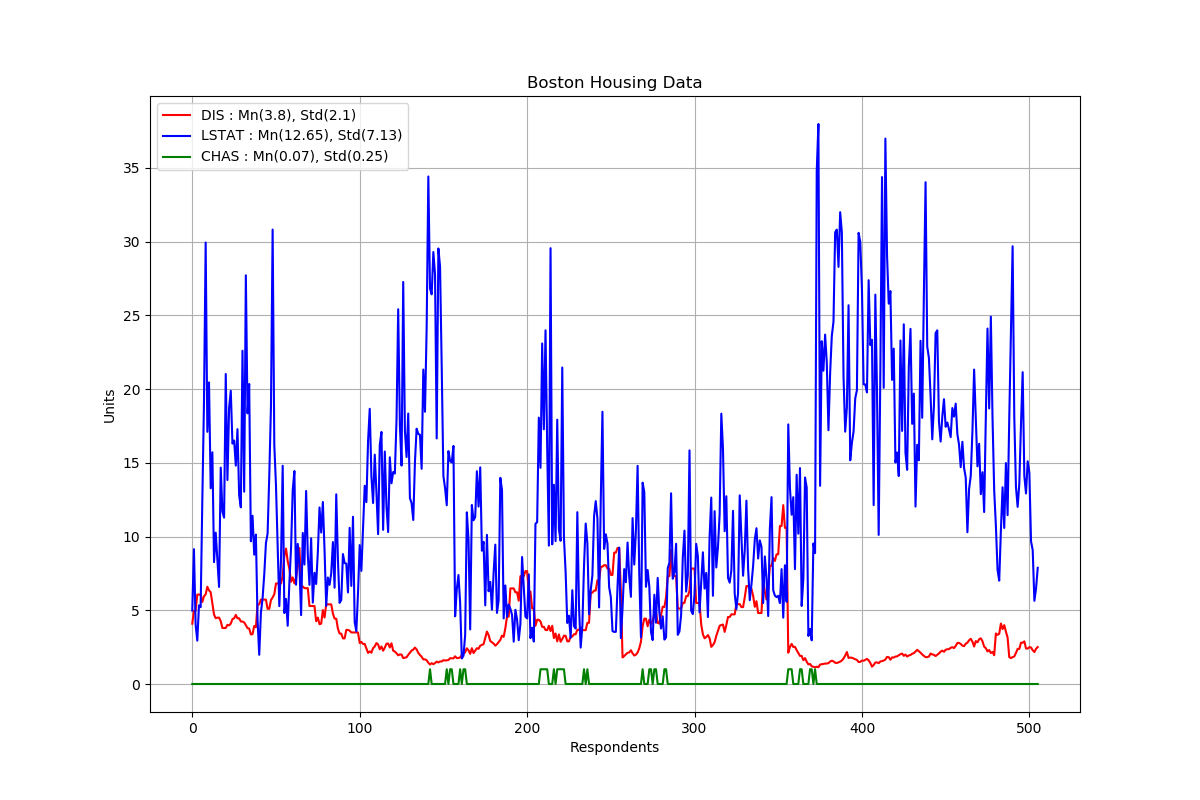 Boston Housing Data
DIS : Mn(3.8), Std(2.1)
LSTAT : Mn(12.65), Std(7.13)
CHAS : Mn(0.07), Std(0.25)
35
30
25
20
15
10
5
0
Units
0 100 200 300 400 500
Respondents